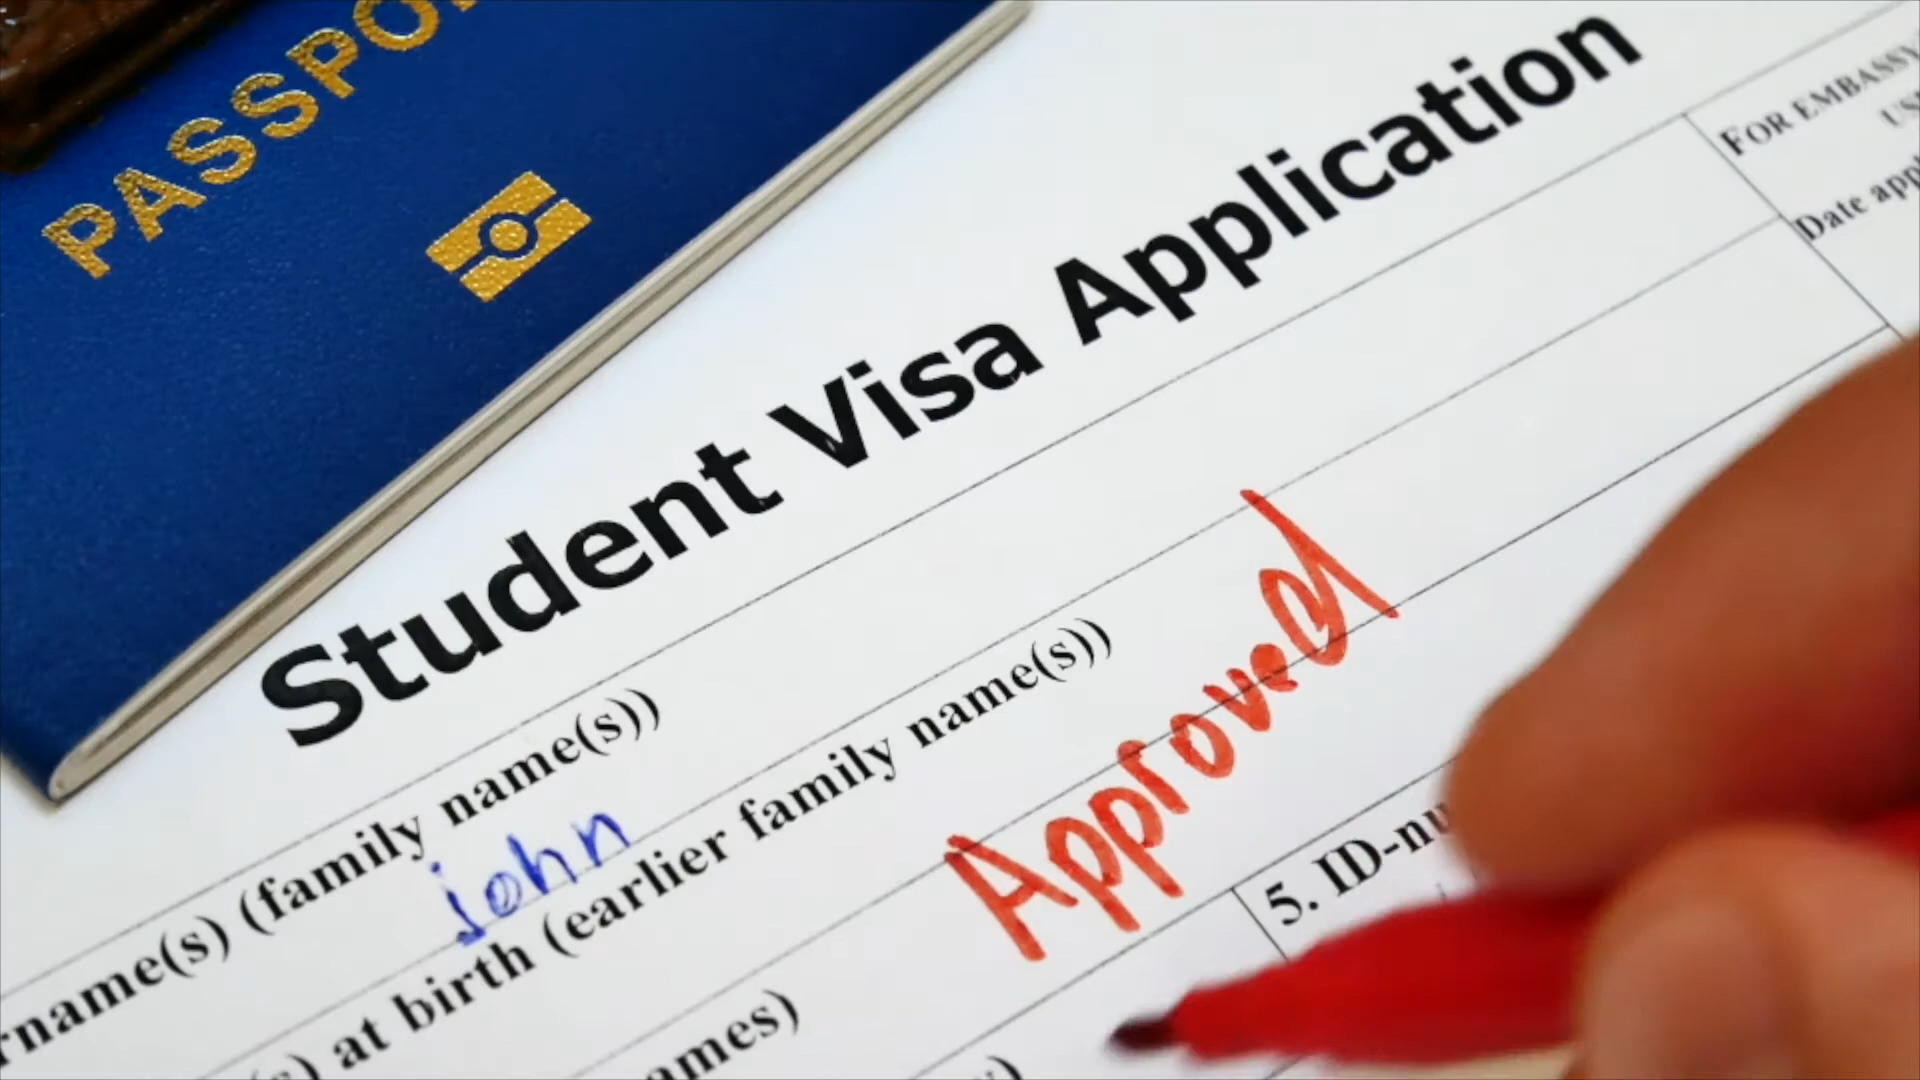 PASSPO
Student Visa Application
FOR EMBASSY
Date app
rname(s) (family name(s))
john
at birth (earlier family name(s))
Approved
ames)
5. ID-nu